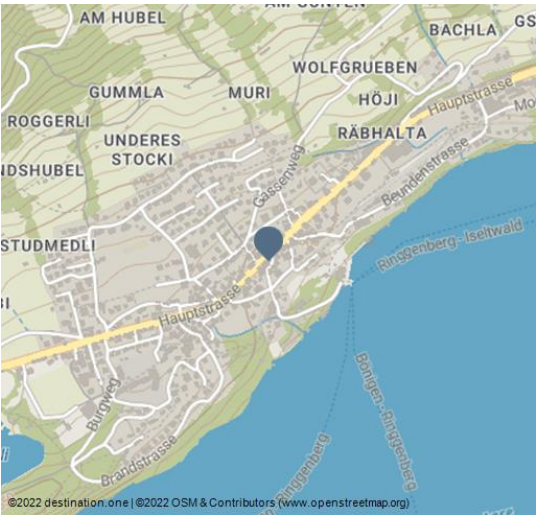 AM HUBEL
BACHLA
WOLFGRUEBEN
GUMMLA
MURI
HÖJI
Hauptstrasse
ROGGERLI
RÄBHALTA
UNDERES
STOCKI
Gassenweg
Beundenstrasse
STUDMEDLI
Ringgenberg - Iseltwald
Hauptstrasse
Bönigen - Ringgenberg
Burgweg
Brandstrasse
Ringgenberg
©2022 destination.one | ©2022 OSM & Contributors (www.openstreetmap.org)